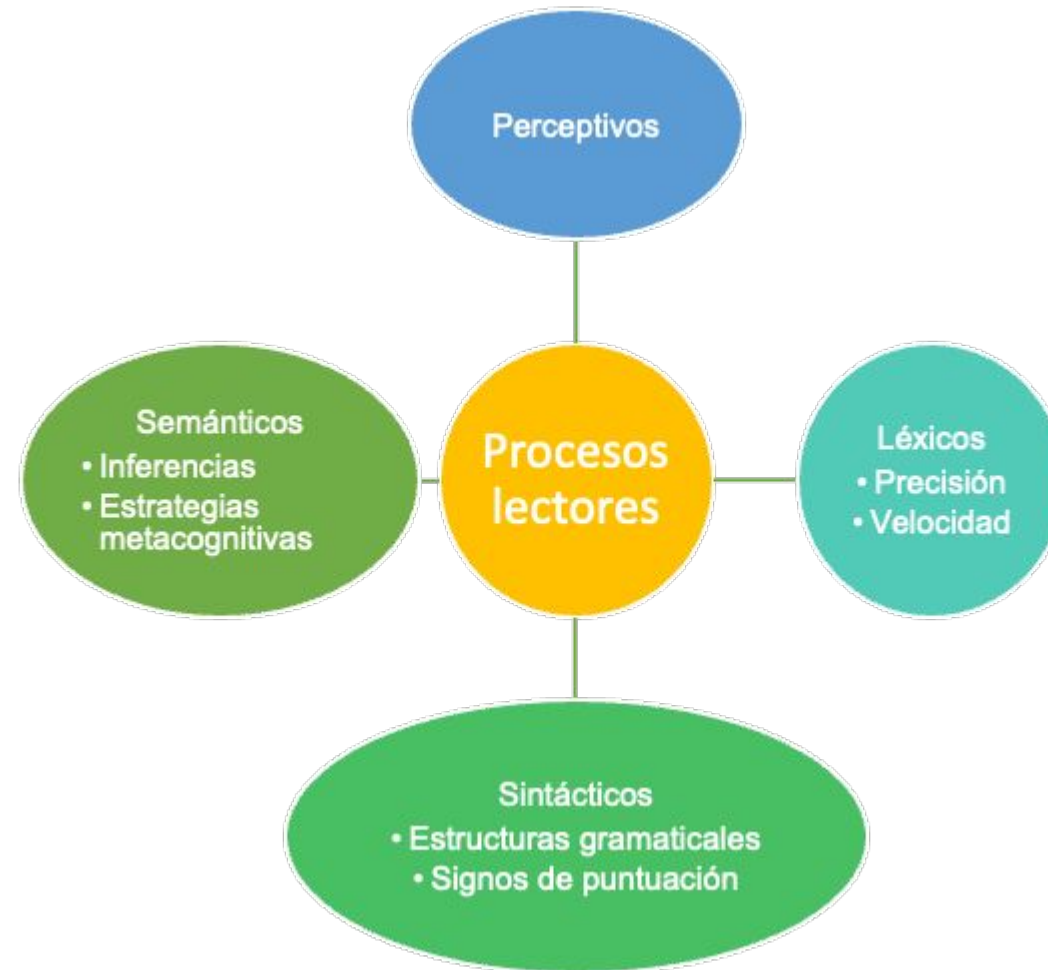 Perceptivos
Semánticos
• Inferencias
• Estrategias
metacognitivas
Procesos
lectores
Léxicos
• Precisión
• Velocidad
Sintácticos
• Estructuras gramaticales
• Signos de puntuación